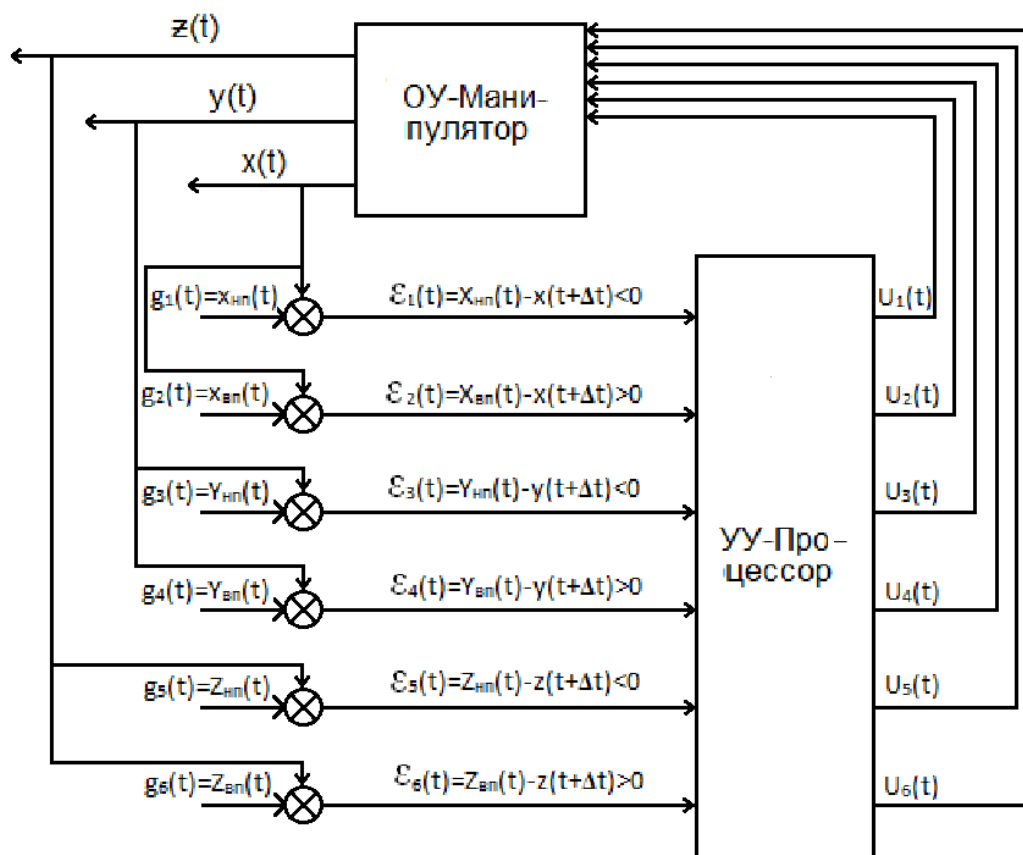 z(t)
y(t)
x(t)
ОУ-Мани-
пулятор
g₁(t)=xнп(t)
ε₁(t)=Xнп(t)-x(t+Δt)<0
U₁(t)
g₂(t)=xвп(t)
ε₂(t)=Xвп(t)-x(t+Δt)>0
U₂(t)
g₃(t)=Yнп(t)
ε₃(t)=Yнп(t)-y(t+Δt)<0
U₃(t)
УУ-Про-
цессор
g₄(t)=Yвп(t)
ε₄(t)=Yвп(t)-y(t+Δt)>0
U₄(t)
g₅(t)=Zнп(t)
ε₅(t)=Zнп(t)-z(t+Δt)<0
U₅(t)
g₆(t)=Zвп(t)
ε₆(t)=Zвп(t)-z(t+Δt)>0
U₆(t)